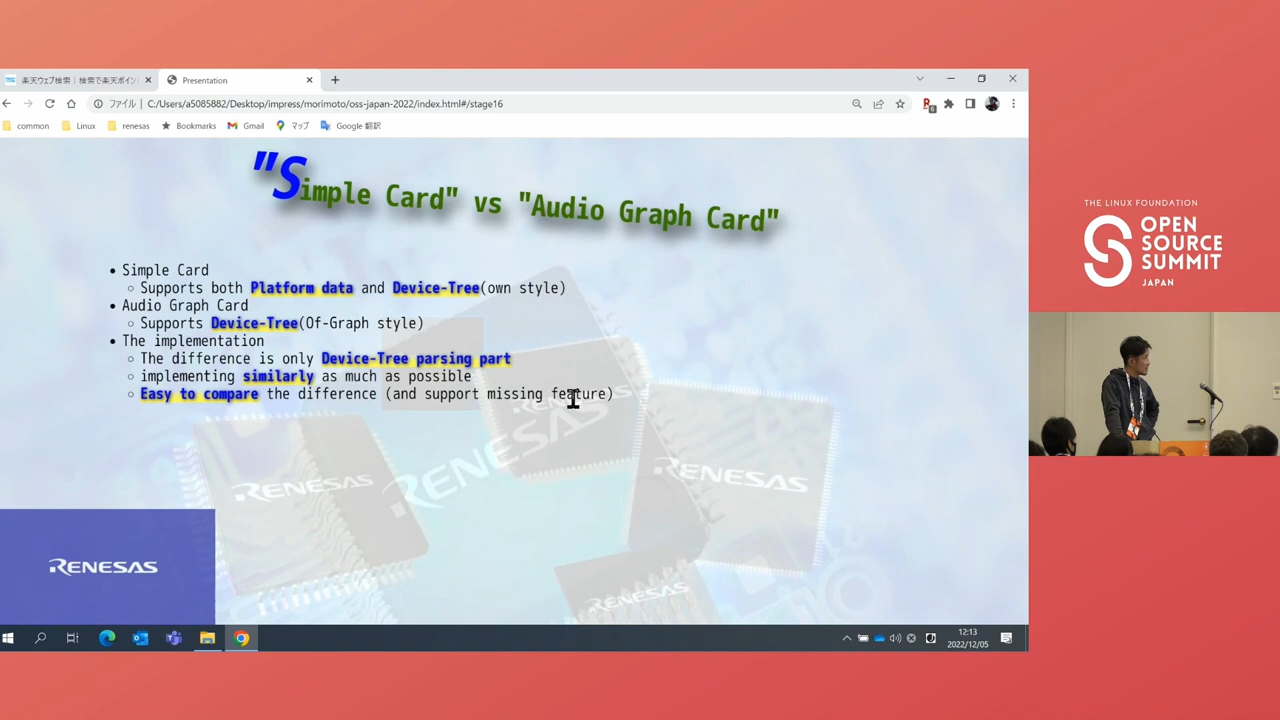 楽天ウェブ検索｜検索で楽天ポイン
Presentation
ファイル | C:/Users/a5085882/Desktop/impress/morimoto/oss-japan-2022/index.html#/stage16
common
Linux
renesas
Bookmarks
Gmail
マップ
Google 翻訳
"Simple Card" vs "Audio Graph Card"
• Simple Card
Supports both Platform data and Device-Tree(own style)
• Audio Graph Card
Supports Device-Tree(Of-Graph style)
• The implementation
The difference is only Device-Tree parsing part
implementing similarly as much as possible
Easy to compare the difference (and support missing feature)
RENESAS
RENESAS
RENESAS
RENESAS
RENESAS
RENESAS
12:13
2022/12/05
THE LINUX FOUNDATION
OPEN
SOURCE
SUMMIT
JAPAN